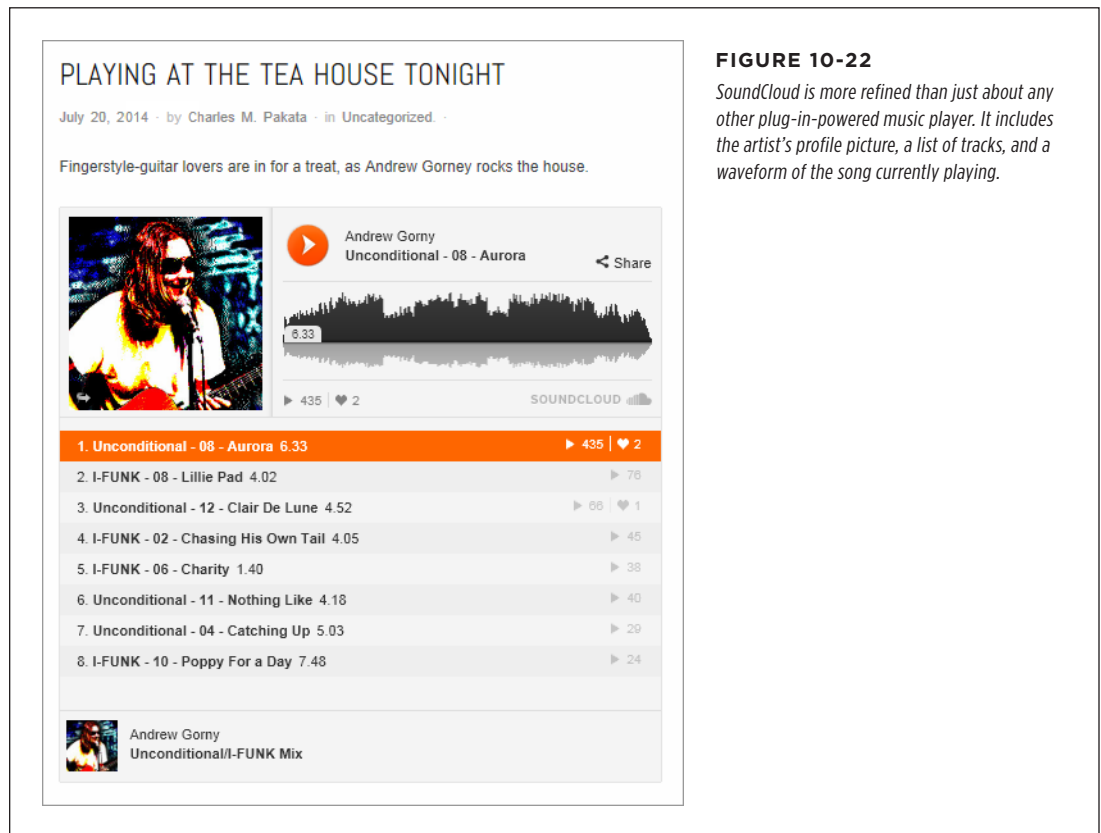 PLAYING AT THE TEA HOUSE TONIGHT
July 20, 2014 · by Charles M. Pakata · in Uncategorized. ·
Fingerstyle-guitar lovers are in for a treat, as Andrew Gorney rocks the house.
Andrew Gorny
Unconditional - 08 - Aurora
Share
6.33
435 2
SOUNDCLOUD
1. Unconditional - 08 - Aurora 6.33 435 2
2. I-FUNK - 08 - Lillie Pad 4.02 76
3. Unconditional - 12 - Clair De Lune 4.52 66 1
4. I-FUNK - 02 - Chasing His Own Tail 4.05 45
5. I-FUNK - 06 - Charity 1.40 38
6. Unconditional - 11 - Nothing Like 4.18 40
7. Unconditional - 04 - Catching Up 5.03 29
8. I-FUNK - 10 - Poppy For a Day 7.48 24
Andrew Gorny
Unconditional/I-FUNK Mix
FIGURE 10-22
SoundCloud is more refined than just about any
other plug-in-powered music player. It includes
the artist's profile picture, a list of tracks, and a
waveform of the song currently playing.